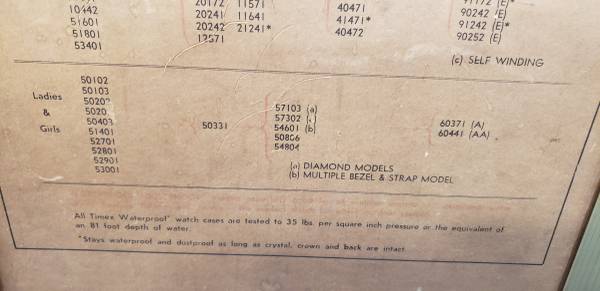 10442 20172 11571 40471 91172 (E)*
51601 20241 11641 41471* 90242 (E)
51801 20242 21241* 40472 91242 (E)*
53401 13571 90252 (E)
(c) SELF WINDING
50102
50103
Ladies 5020?
& 5020
50403
Girls 51401
52701
52801
52901
53001
50331
57103 (a)
57302
54601 (b)
50806
54804
60371 (A)
60441 (AA)
(a) DIAMOND MODELS
(b) MULTIPLE BEZEL & STRAP MODEL
All Timex Waterproof* watch cases are tested to 35 lbs. per square inch pressure or the equivalent of
an 81 foot depth of water.
*Stays waterproof and dustproof as long as crystal, crown and back are intact.